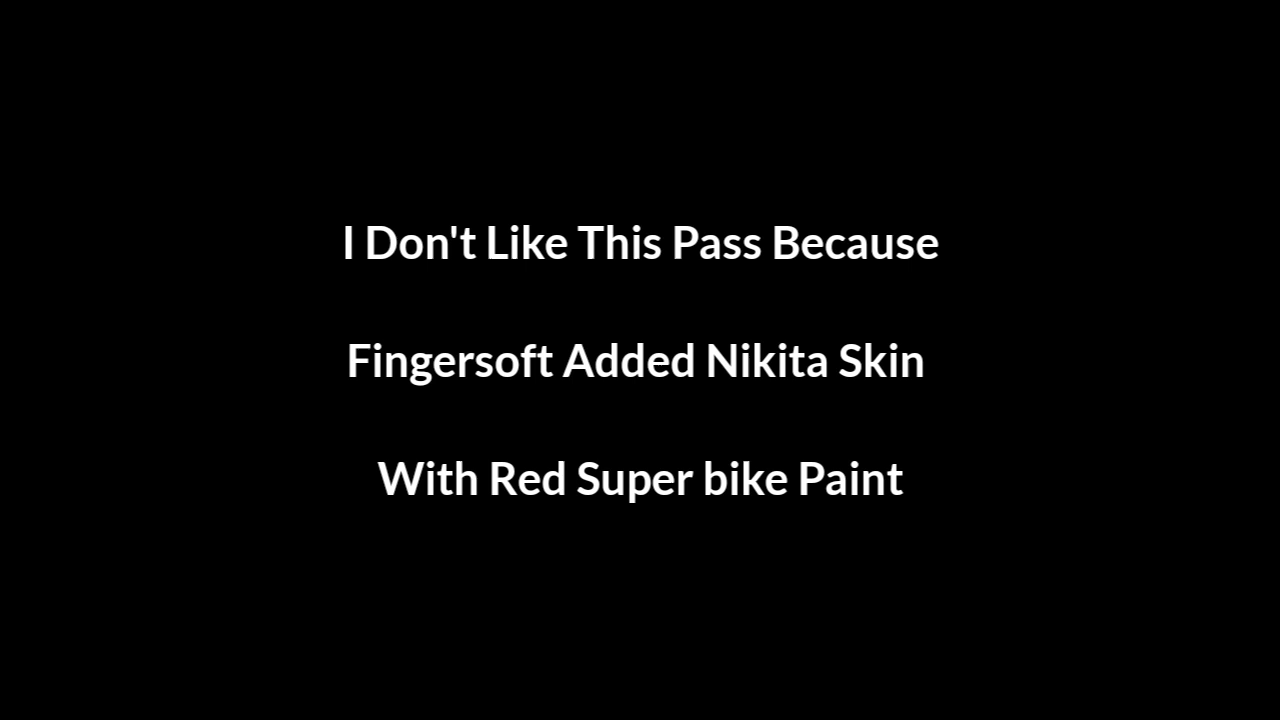 I Don't Like This Pass Because
Fingersoft Added Nikita Skin
With Red Super bike Paint